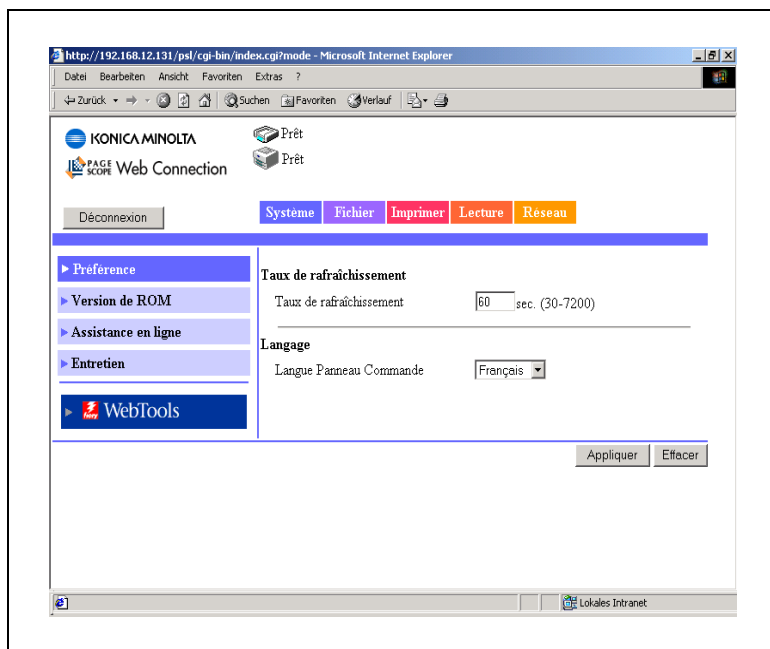 http://192.168.12.131/psl/cgi-bin/index.cgi?mode - Microsoft Internet Explorer
Datei Bearbeiten Ansicht Favoriten Extras ?
Zurück Suchen Favoriten Verlauf
KONICA MINOLTA
PAGE SCOPE Web Connection
Prêt
Prêt
Déconnexion
Système Fichier Imprimer Lecture Réseau
Préférence
Version de ROM
Assistance en ligne
Entretien
fiery WebTools
Taux de rafraîchissement
Taux de rafraîchissement 60 sec. (30-7200)
Langage
Langue Panneau Commande Français
Appliquer Effacer
Lokales Intranet